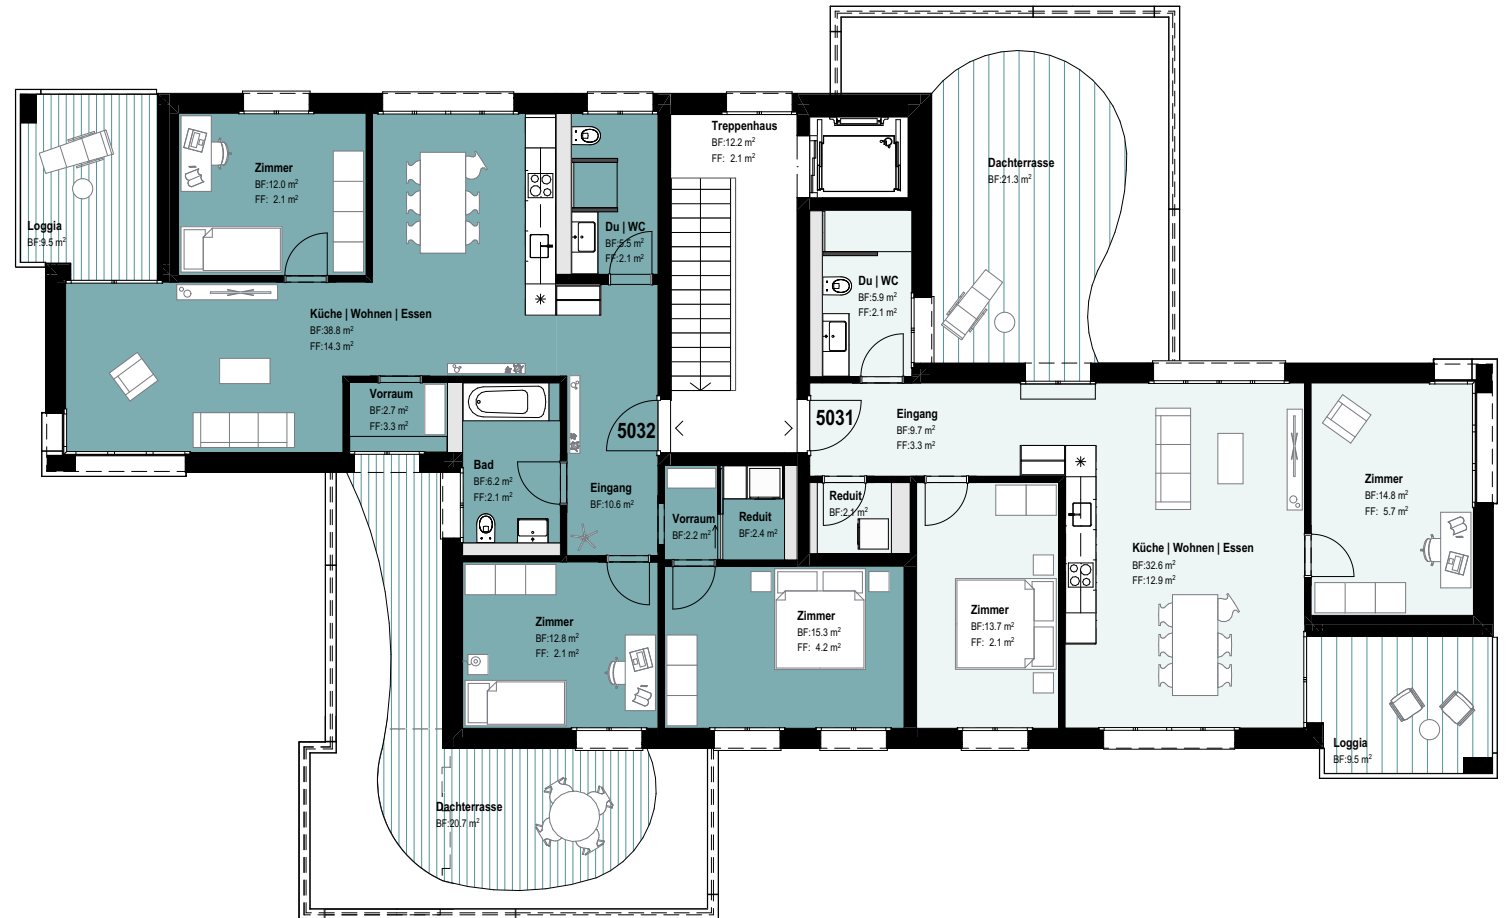 Treppenhaus
BF:12.2 m²
FF: 2.1 m²
Zimmer
BF:12.0 m²
FF: 2.1 m²
Dachterrasse
BF:21.3 m²
Loggia
BF:9.5 m²
Du | WC
BF:5.5 m²
FF:2.1 m²
Du | WC
BF:5.9 m²
FF:2.1 m²
Küche | Wohnen | Essen
BF:38.8 m²
FF:14.3 m²
Vorraum
BF:2.7 m²
FF:3.3 m²
5032
5031
Eingang
BF:9.7 m²
FF:3.3 m²
Bad
BF:6.2 m²
FF:2.1 m²
Eingang
BF:10.6 m²
Vorraum
BF:2.2 m²
Reduit
BF:2.4 m²
Reduit
BF:2.1 m²
Zimmer
BF:14.8 m²
FF: 5.7 m²
Küche | Wohnen | Essen
BF:32.6 m²
FF:12.9 m²
Zimmer
BF:12.8 m²
FF: 2.1 m²
Zimmer
BF:15.3 m²
FF: 4.2 m²
Zimmer
BF:13.7 m²
FF: 2.1 m²
Loggia
BF:9.5 m²
Dachterrasse
BF:20.7 m²